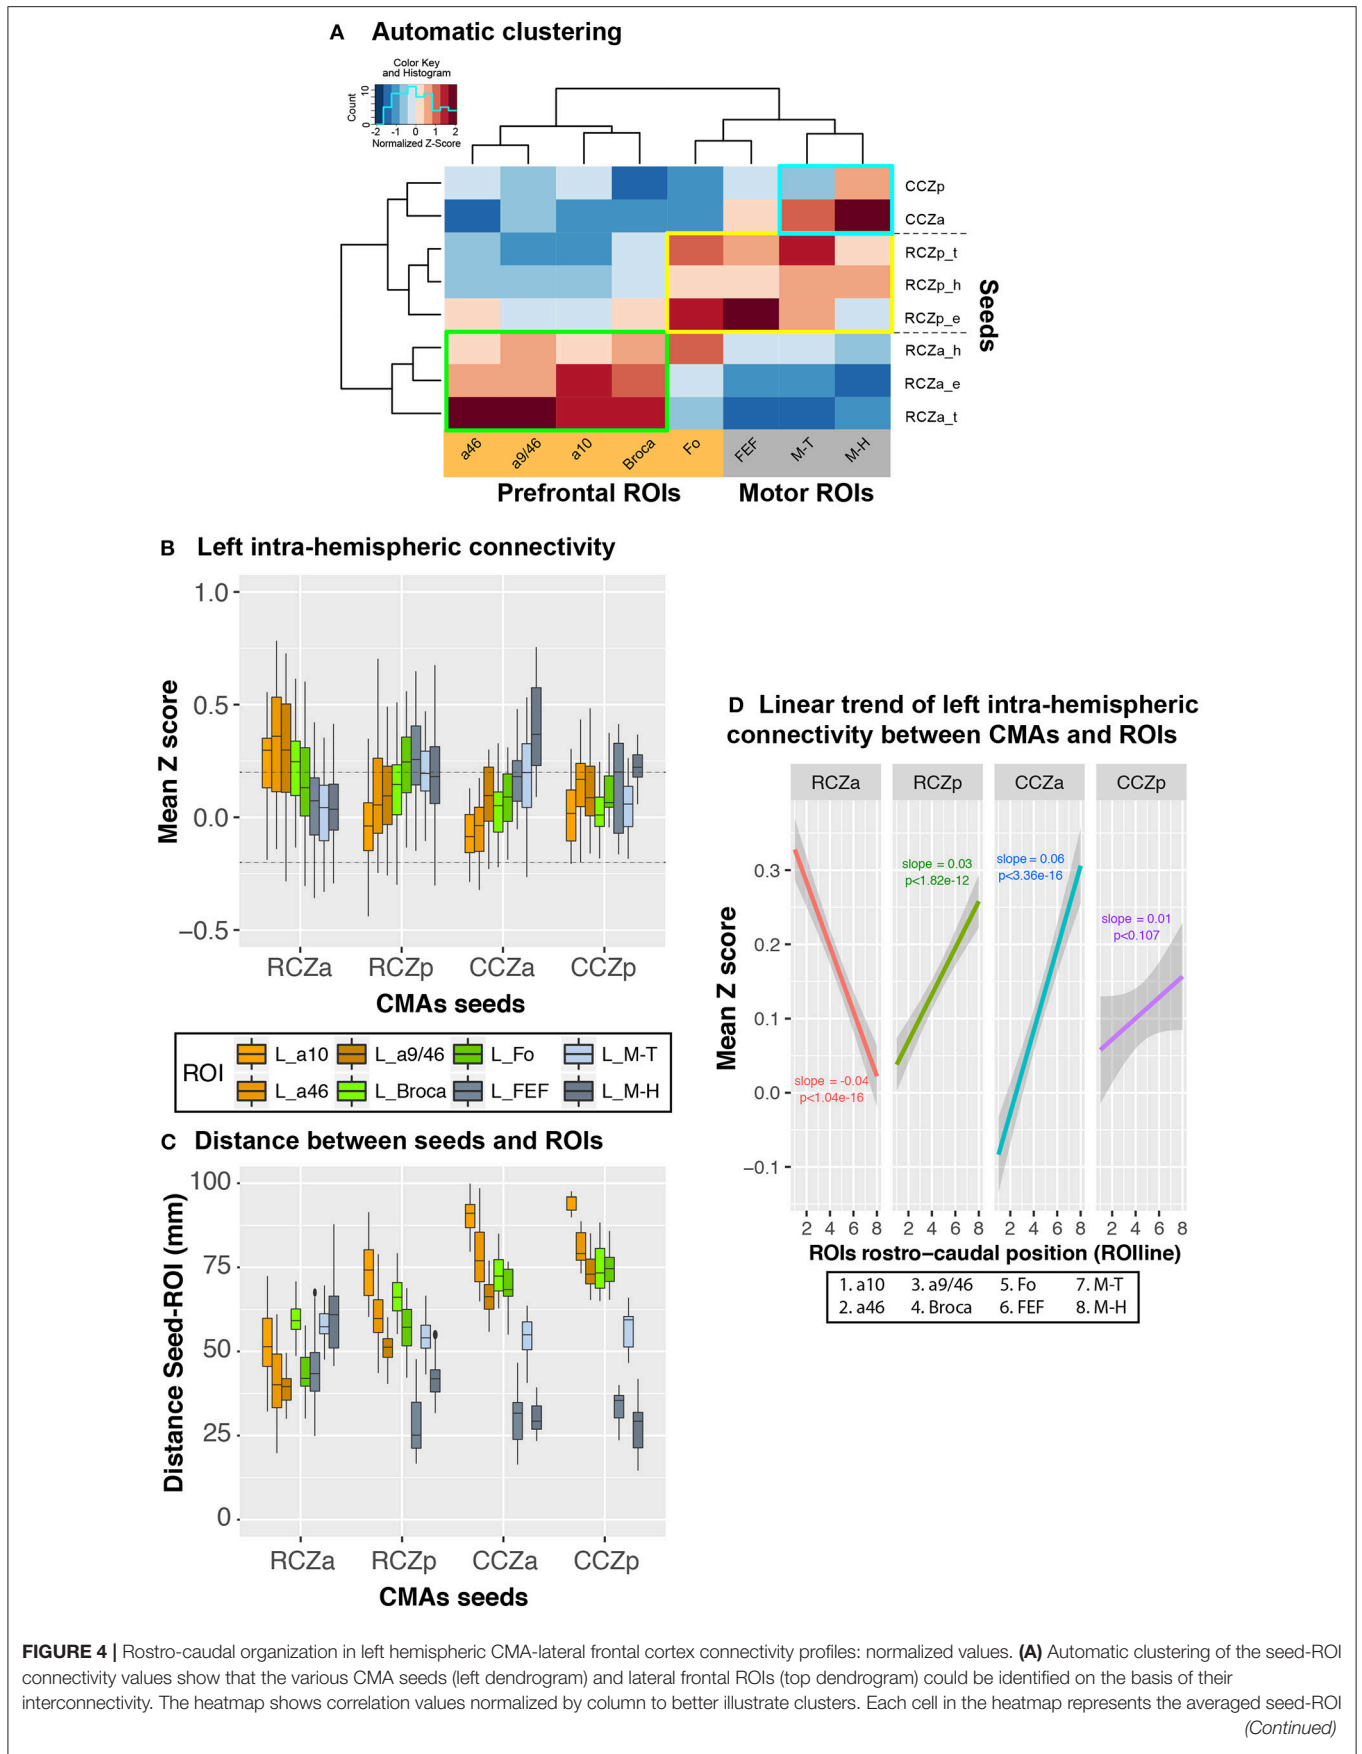 A Automatic clustering
Color Key
and Histogram
Count
0 10
-2 -1 0 1 2
Normalized Z-Score
CCZp
CCZa
RCZp_t
RCZp_h
RCZp_e
RCZa_h
RCZa_e
RCZa_t
Seeds
a46 a9/46 a10 Broca Fo FEF M-T M-H
Prefrontal ROIs Motor ROIs
B Left intra-hemispheric connectivity
Mean Z score
1.0
0.5
0.0
−0.5
RCZa RCZp CCZa CCZp
CMAs seeds
ROI
L_a10 L_a9/46 L_Fo L_M-T
L_a46 L_Broca L_FEF L_M-H
C Distance between seeds and ROIs
Distance Seed-ROI (mm)
100
75
50
25
0
RCZa RCZp CCZa CCZp
CMAs seeds
D Linear trend of left intra-hemispheric
connectivity between CMAs and ROIs
RCZa RCZp CCZa CCZp
Mean Z score
0.3
0.2
0.1
0.0
−0.1
slope = -0.04
p<1.04e-16
slope = 0.03
p<1.82e-12
slope = 0.06
p<3.36e-16
slope = 0.01
p<0.107
2 4 6 8 2 4 6 8 2 4 6 8 2 4 6 8
ROIs rostro−caudal position (ROIline)
1. a10 3. a9/46 5. Fo 7. M-T
2. a46 4. Broca 6. FEF 8. M-H
FIGURE 4 | Rostro-caudal organization in left hemispheric CMA-lateral frontal cortex connectivity profiles: normalized values. (A) Automatic clustering of the seed-ROI
connectivity values show that the various CMA seeds (left dendrogram) and lateral frontal ROIs (top dendrogram) could be identified on the basis of their
interconnectivity. The heatmap shows correlation values normalized by column to better illustrate clusters. Each cell in the heatmap represents the averaged seed-ROI
(Continued)